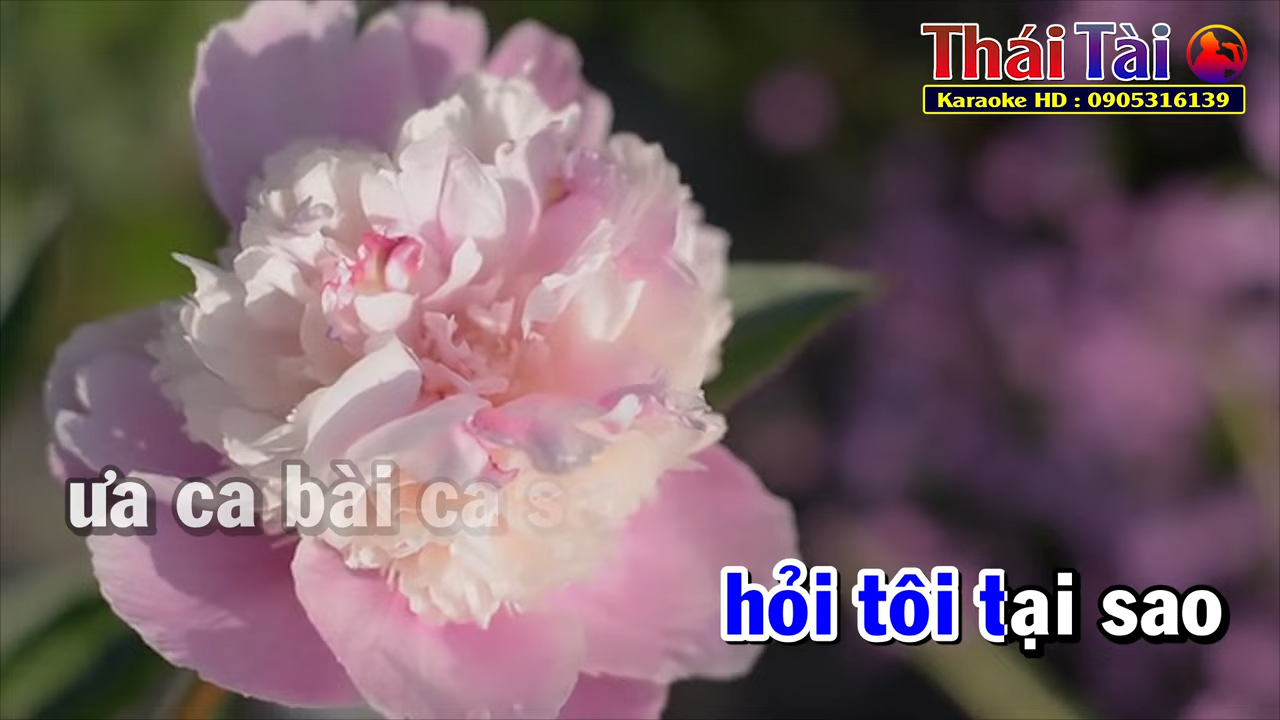 Thái Tài
Karaoke HD : 0905316139
ưa ca bài ca
hỏi tôi tại sao